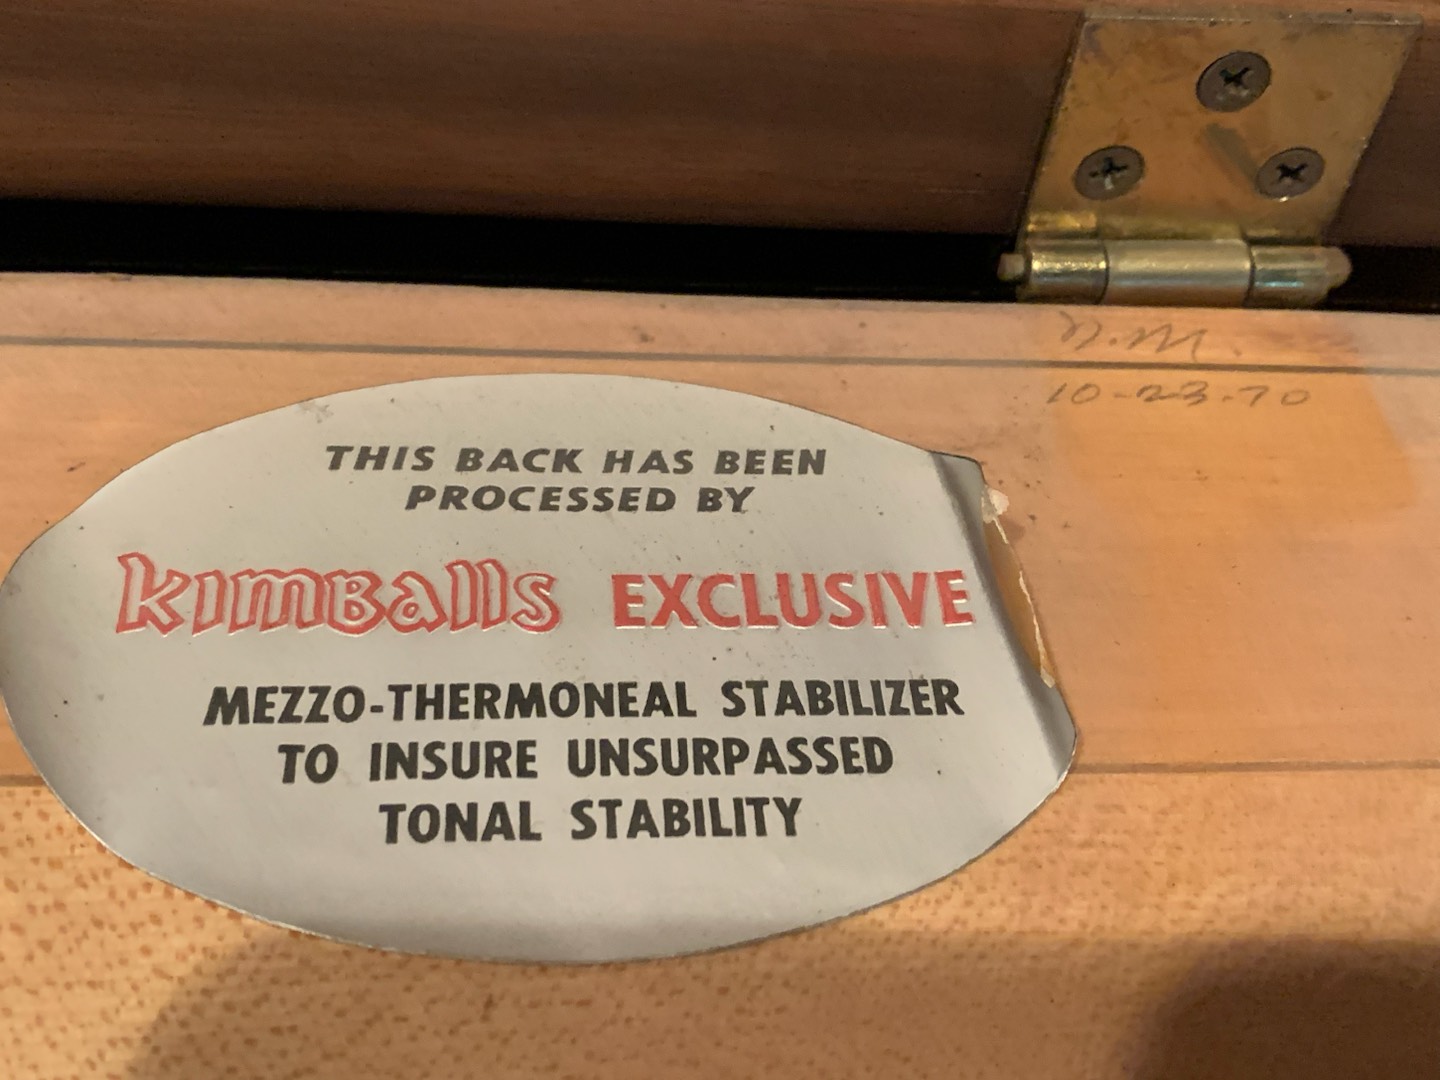 N.M.
10-23-70
THIS BACK HAS BEEN
PROCESSED BY
kimBalls EXCLUSIVE
MEZZO-THERMONEAL STABILIZER
TO INSURE UNSURPASSED
TONAL STABILITY